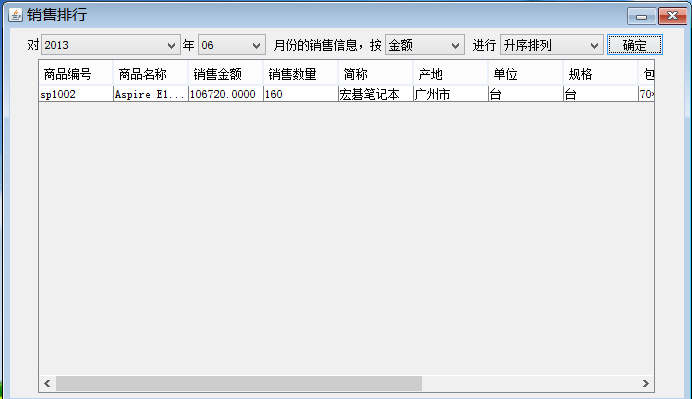 销售排行
对 2013 年 06 月份的销售信息，按 金额 进行 升序排列 确定
商品编号 商品名称 销售金额 销售数量 简称 产地 单位 规格 包
sp1002 Aspire E1... 106720.0000 160 宏碁笔记本 广州市 台 台 70×